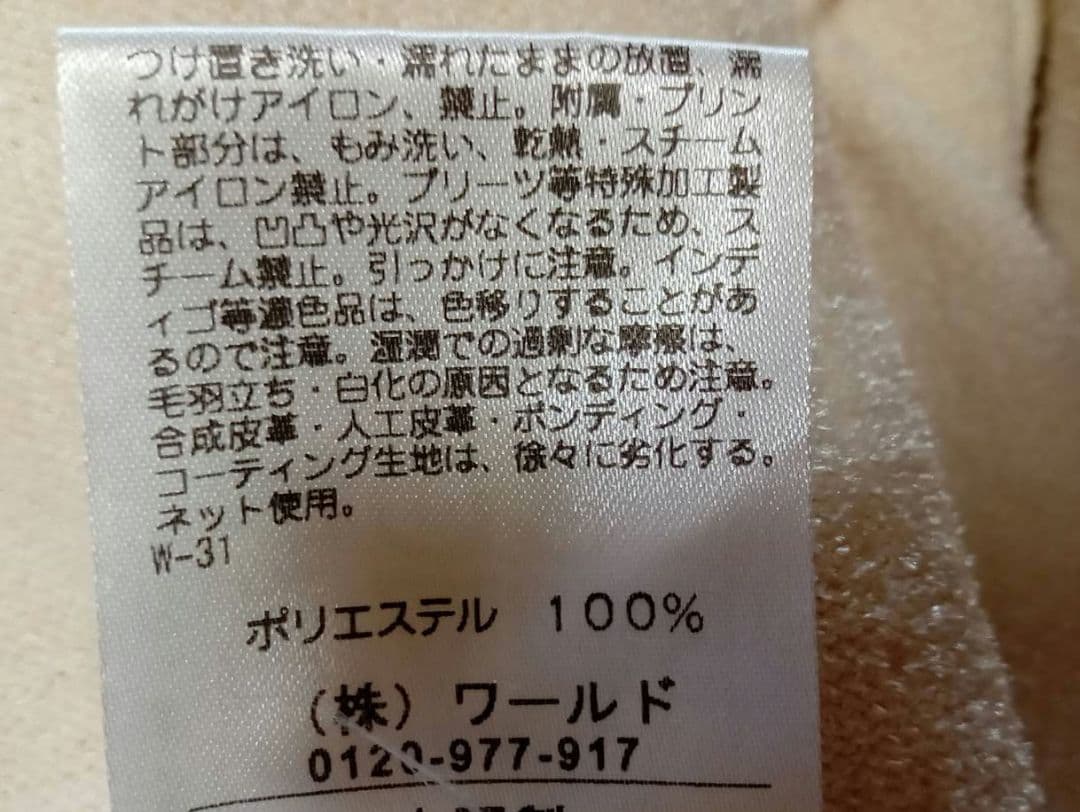 つけ置き洗い・濡れたままの放置、濡
れがけアイロン、禁止。附属・プリン
ト部分は、もみ洗い、乾熱・スチーム
アイロン禁止。プリーツ等特殊加工製
品は、凹凸や光沢がなくなるため、ス
チーム禁止。引っかけに注意。インデ
ィゴ等濃色品は、色移りすることがあ
るので注意。湿潤での過剰な摩擦は、
毛羽立ち・白化の原因となるため注意。
合成皮革・人工皮革・ボンディング・
コーティング生地は、徐々に劣化する。
ネット使用。
W-31
ポリエステル 100%
(株) ワールド
0120-977-917